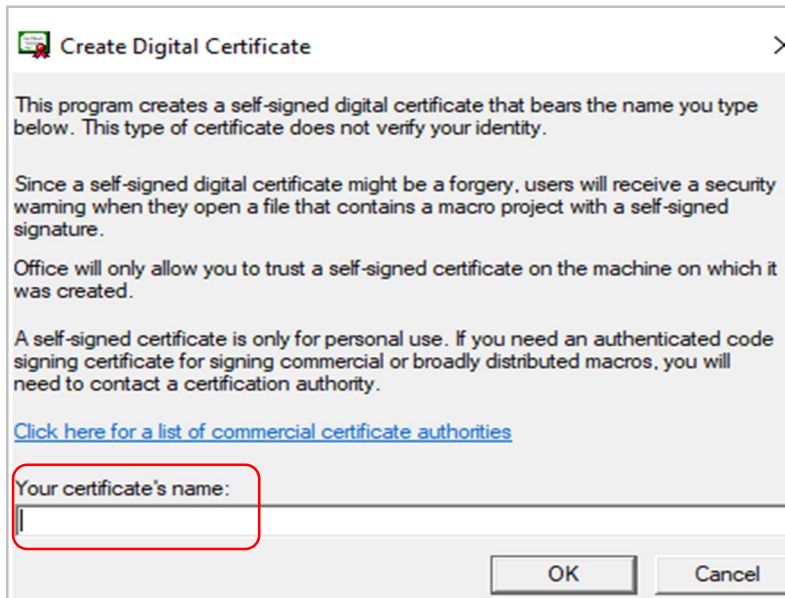 Create Digital Certificate
This program creates a self-signed digital certificate that bears the name you type
below. This type of certificate does not verify your identity.
Since a self-signed digital certificate might be a forgery, users will receive a security
warning when they open a file that contains a macro project with a self-signed
signature.
Office will only allow you to trust a self-signed certificate on the machine on which it
was created.
A self-signed certificate is only for personal use. If you need an authenticated code
signing certificate for signing commercial or broadly distributed macros, you will
need to contact a certification authority.
Click here for a list of commercial certificate authorities
Your certificate's name:
OK Cancel